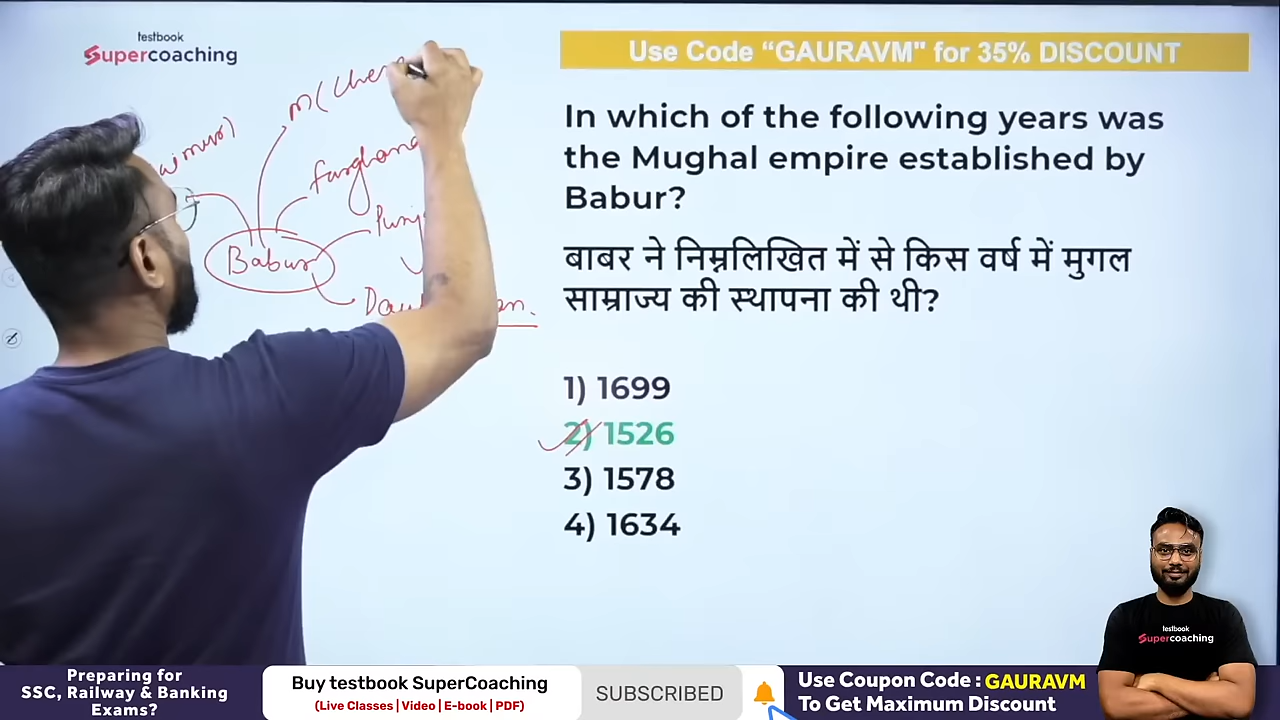 testbook
Supercoaching
Use Code “GAURAVM" for 35% DISCOUNT
In which of the following years was
the Mughal empire established by
Babur?
बाबर ने निम्नलिखित में से किस वर्ष में मुगल
साम्राज्य की स्थापना की थी?
1) 1699
2) 1526
3) 1578
4) 1634
Babur
testbook
Supercoaching
Preparing for
SSC, Railway & Banking
Exams?
Buy testbook SuperCoaching
(Live Classes | Video | E-book | PDF)
SUBSCRIBED
Use Coupon Code : GAURAVM
To Get Maximum Discount